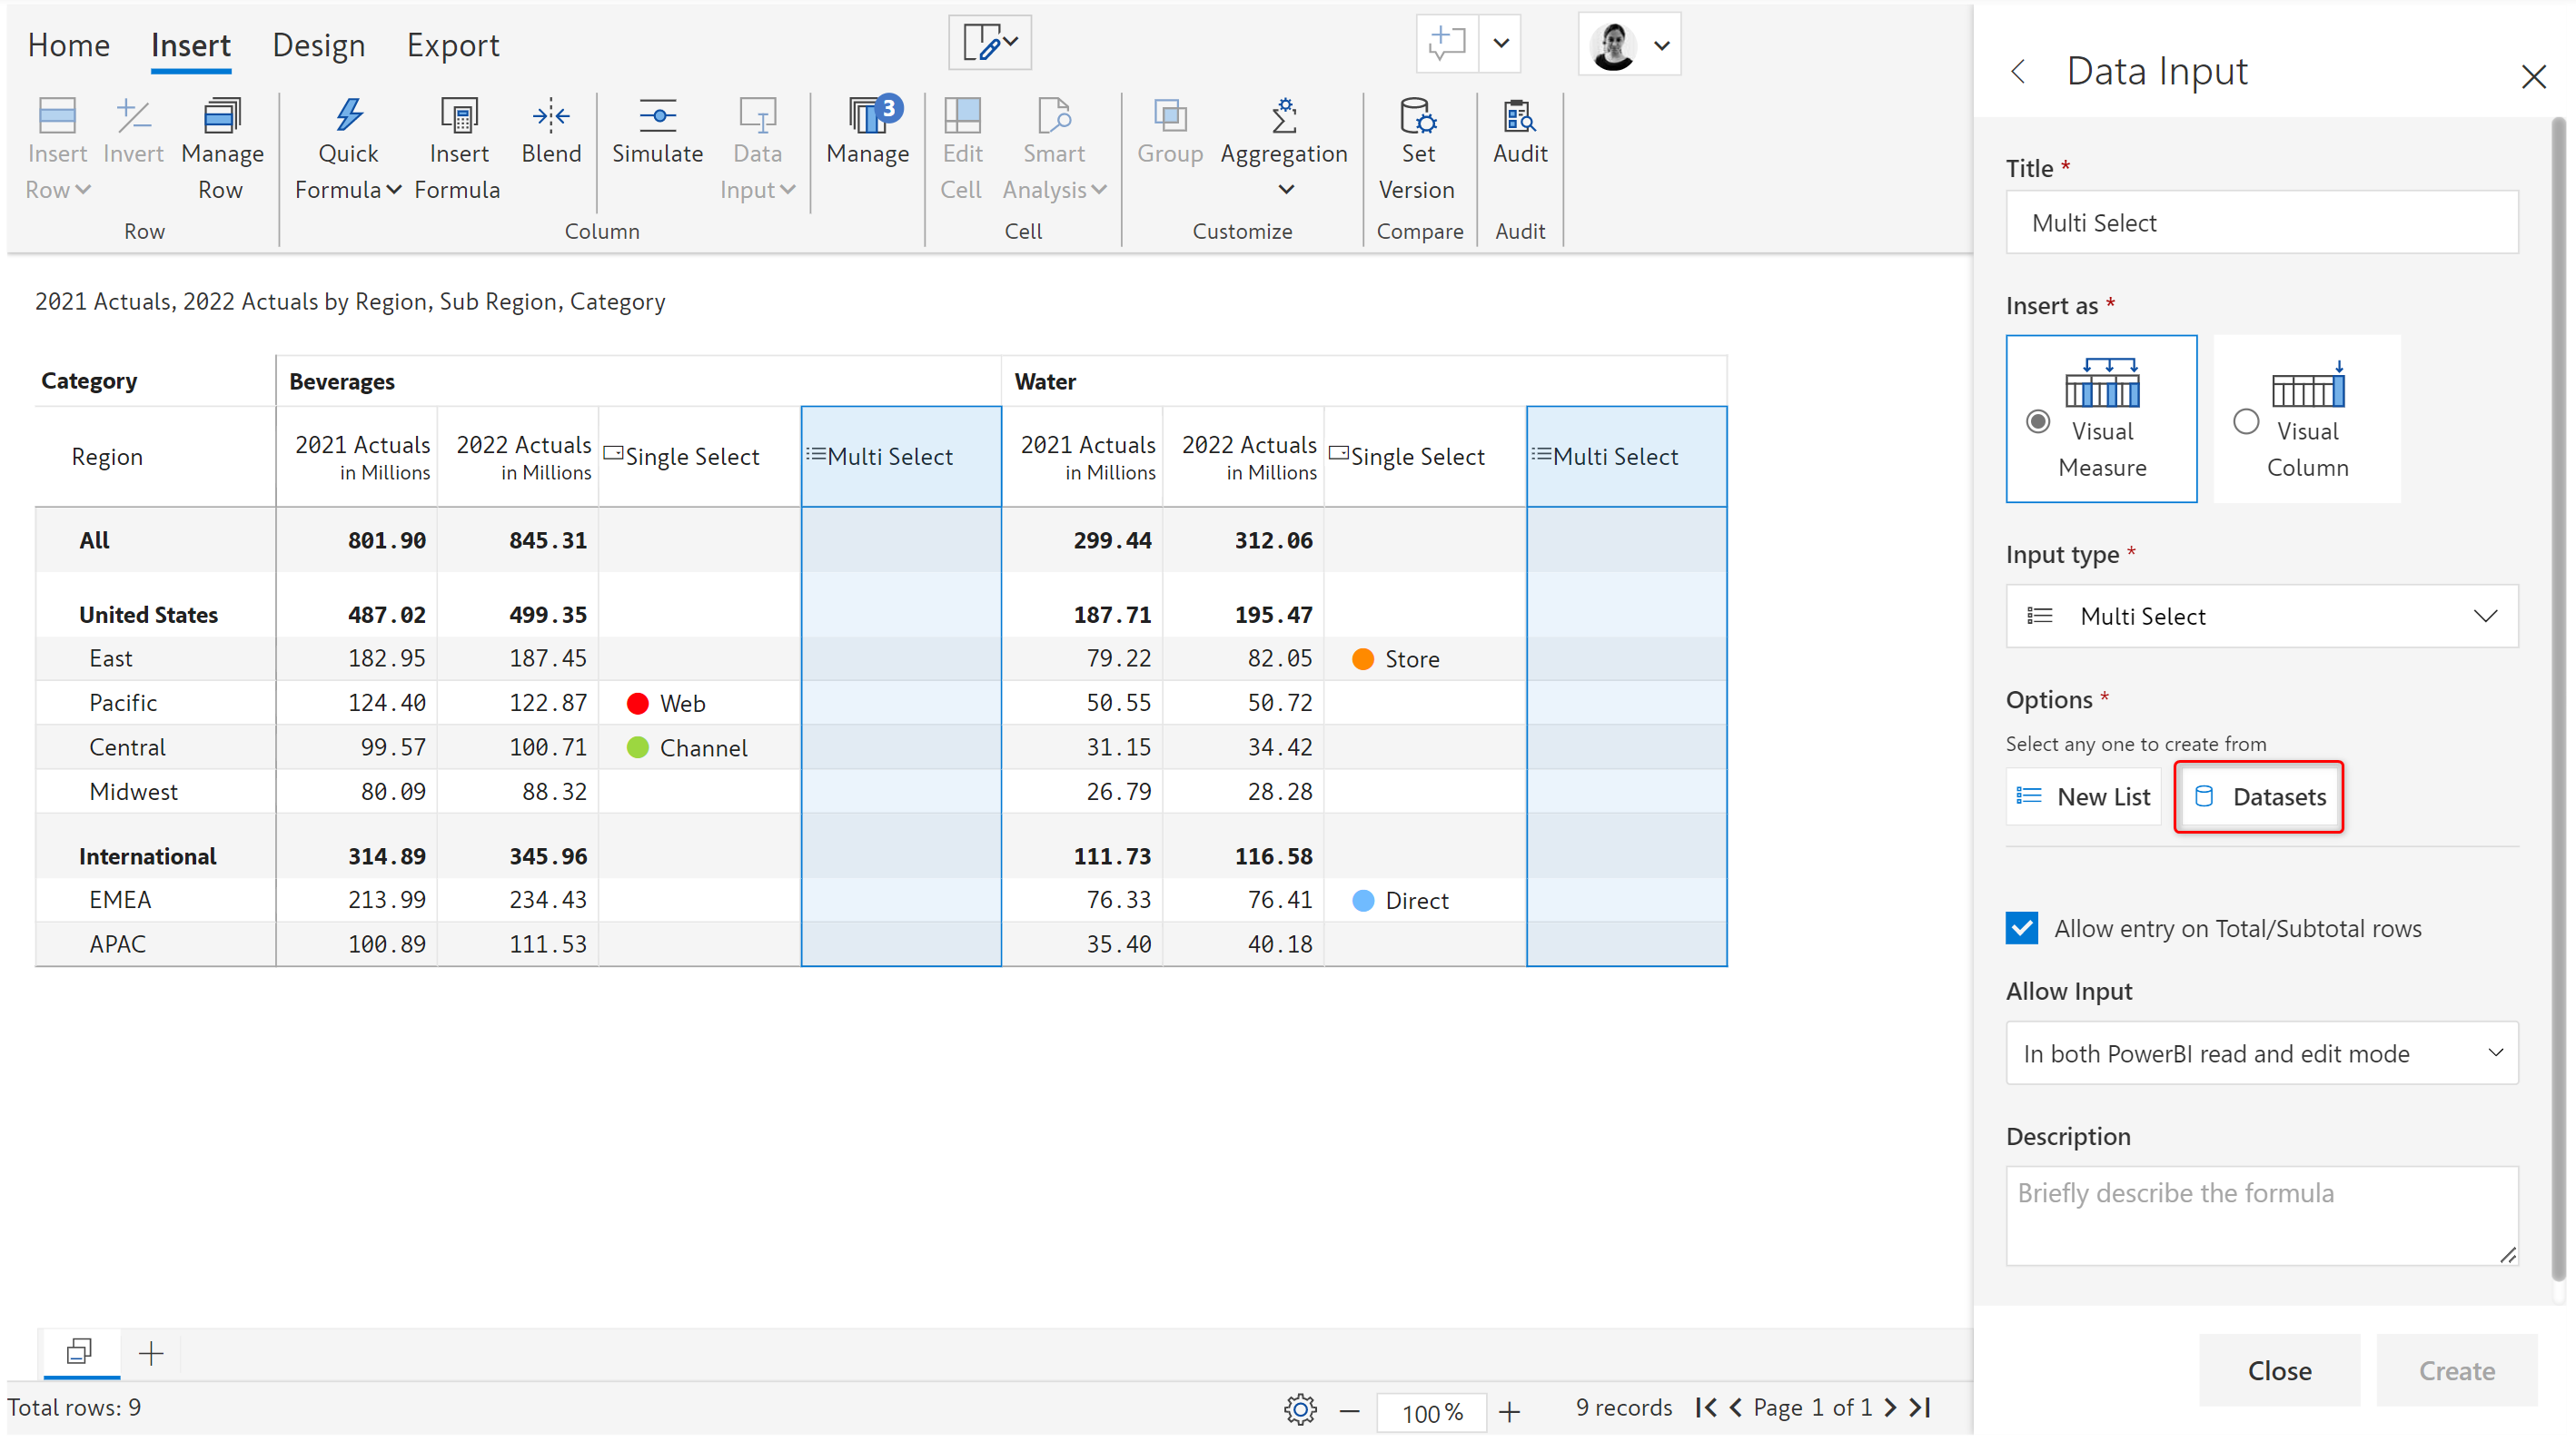 Home Insert Design Export
Insert Row
Invert
Manage Row
Row
Quick Formula
Insert Formula
Blend
Simulate
Data Input
Column
3
Manage
Edit Cell
Smart Analysis
Cell
Group
Aggregation
Customize
Set Version
Compare
Audit
Audit
2021 Actuals, 2022 Actuals by Region, Sub Region, Category
Category Beverages Water
Region 2021 Actuals in Millions 2022 Actuals in Millions Single Select Multi Select 2021 Actuals in Millions 2022 Actuals in Millions Single Select Multi Select
All 801.90 845.31 299.44 312.06
United States 487.02 499.35 187.71 195.47
East 182.95 187.45 79.22 82.05 Store
Pacific 124.40 122.87 Web 50.55 50.72
Central 99.57 100.71 Channel 31.15 34.42
Midwest 80.09 88.32 26.79 28.28
International 314.89 345.96 111.73 116.58
EMEA 213.99 234.43 76.33 76.41 Direct
APAC 100.89 111.53 35.40 40.18
Total rows: 9
100 %
9 records
Page 1 of 1
Data Input
Title *
Multi Select
Insert as *
Visual Measure
Visual Column
Input type *
Multi Select
Options *
Select any one to create from
New List
Datasets
Allow entry on Total/Subtotal rows
Allow Input
In both PowerBI read and edit mode
Description
Briefly describe the formula
Close Create